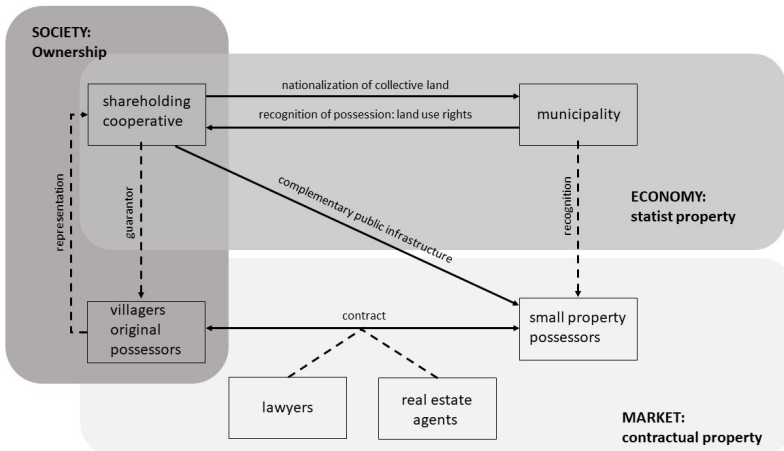 SOCIETY:
Ownership
shareholding
cooperative
nationalization of collective land
recognition of possession: land use rights
municipality
representation
guarantor
complementary public infrastructure
recognition
ECONOMY:
statist property
villagers
original
possessors
contract
small property
possessors
lawyers
real estate
agents
MARKET:
contractual property